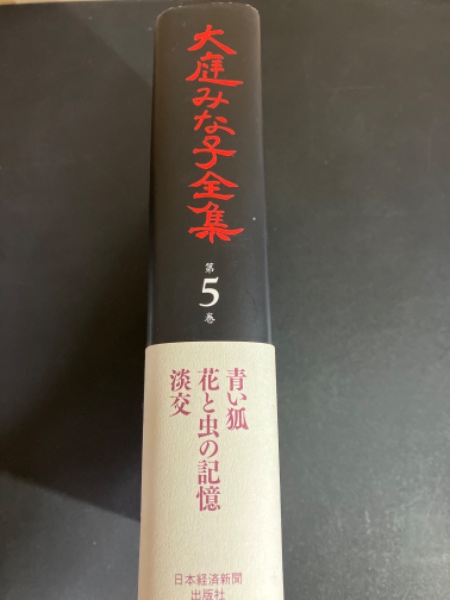 大庭みな子全集
第
5
巻
青い狐
花と虫の記憶
淡交
日本経済新聞
出版社